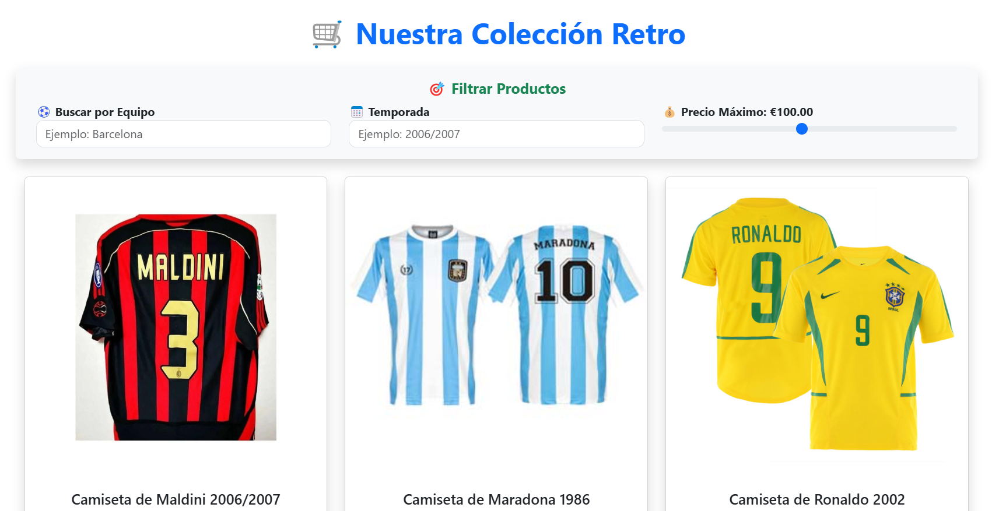 Nuestra Colección Retro
Filtrar Productos
Buscar por Equipo
Temporada
Precio Máximo: €100.00
Ejemplo: Barcelona
Ejemplo: 2006/2007
MALDINI
3
17
MARADONA
10
RONALDO
9
9
BRASIL
Camiseta de Maldini 2006/2007
Camiseta de Maradona 1986
Camiseta de Ronaldo 2002